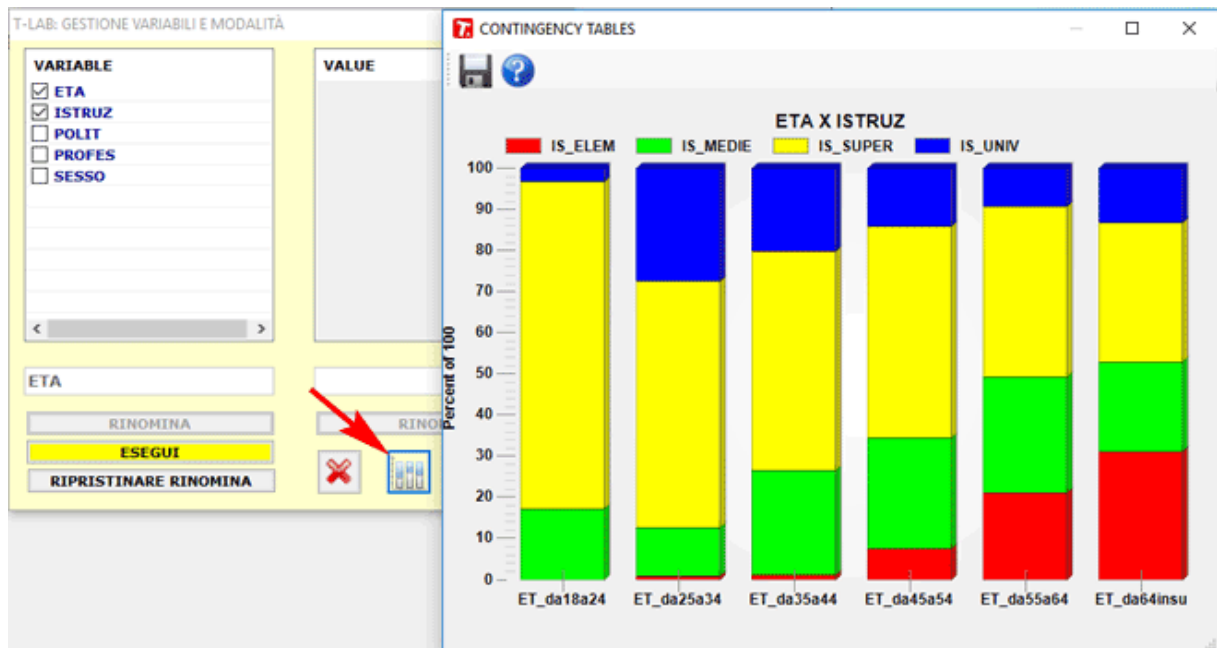 T-LAB: GESTIONE VARIABILI E MODALITÀ
VARIABLE
VALUE
ETA
ISTRUZ
POLIT
PROFES
SESSO
ETA
RINOMINA
RINO
ESEGUI
RIPRISTINARE RINOMINA
CONTINGENCY TABLES
ETA X ISTRUZ
IS_ELEM IS_MEDIE IS_SUPER IS_UNIV
Percent of 100
100
90
80
70
60
50
40
30
20
10
0
ET_da18a24 ET_da25a34 ET_da35a44 ET_da45a54 ET_da55a64 ET_da64insu